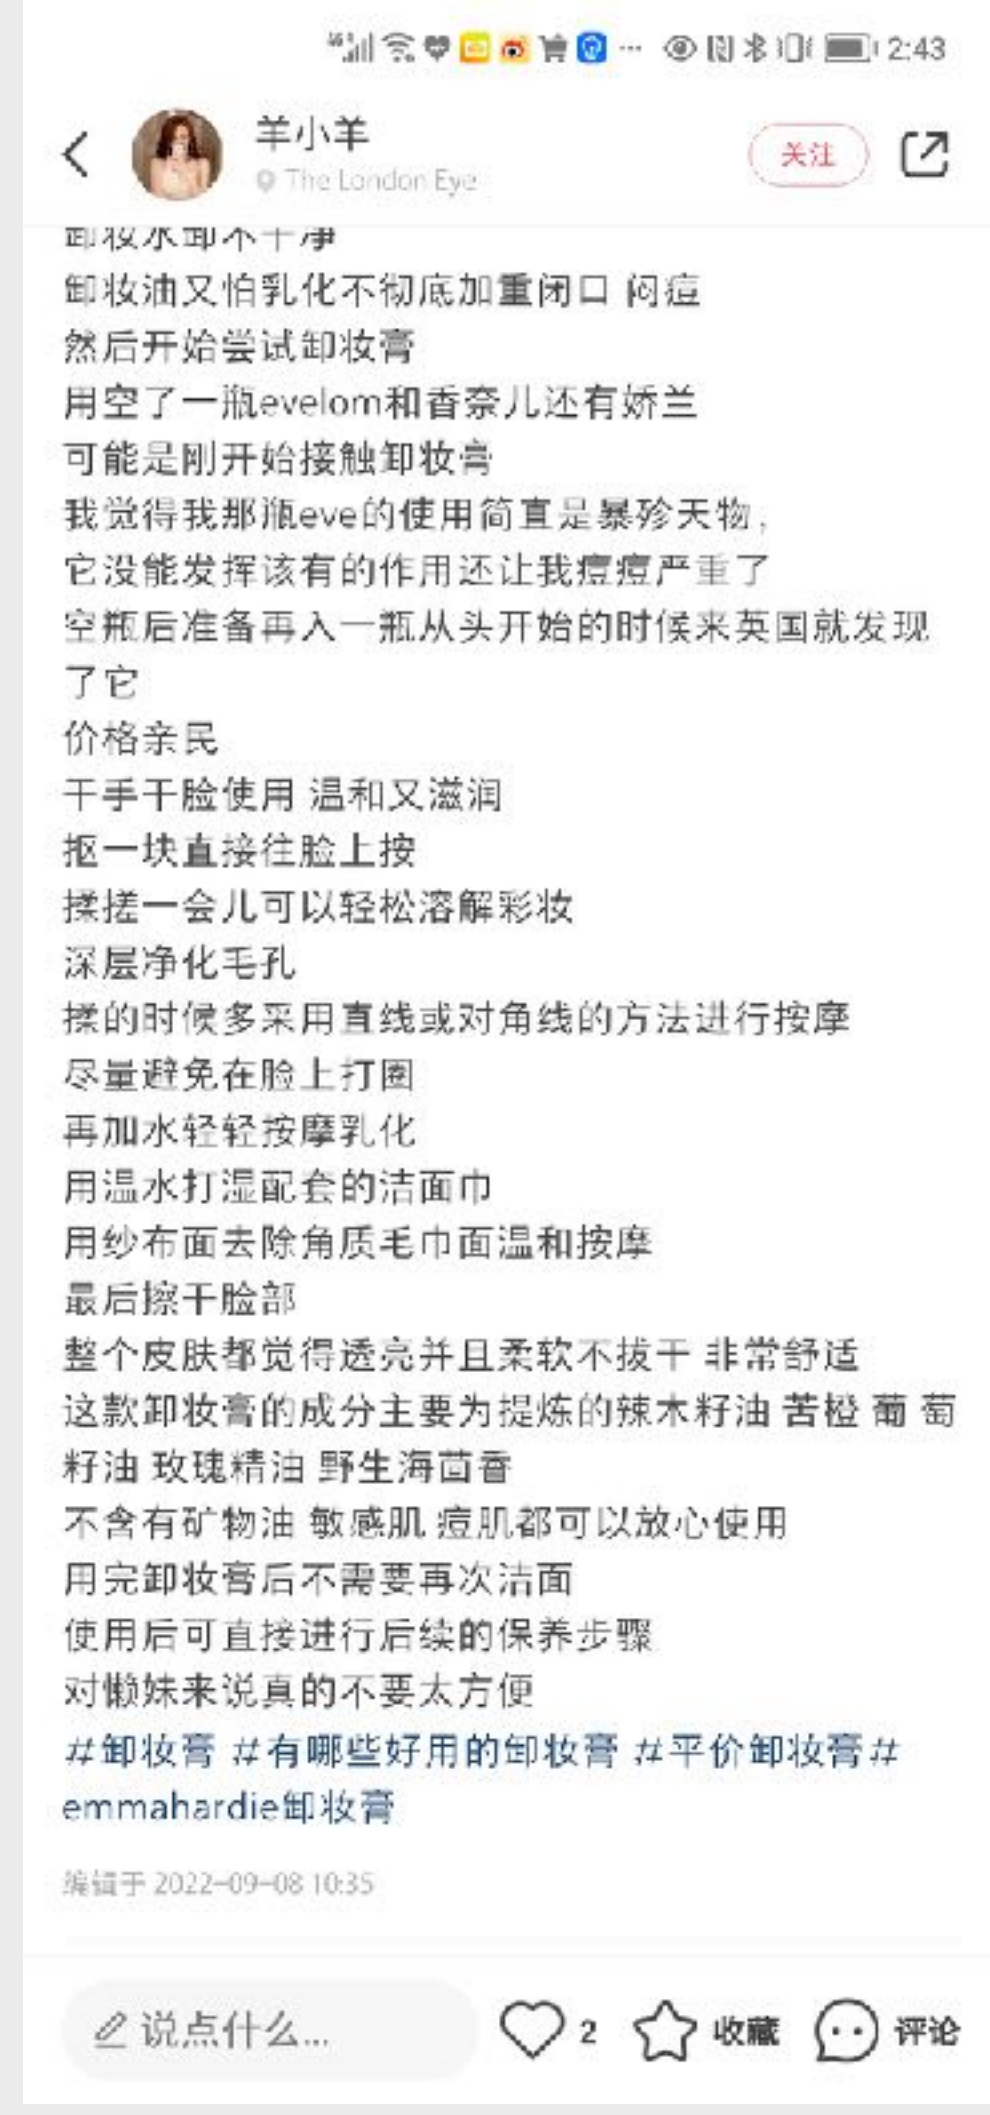 2:43
羊小羊
The London Eye
关注
卸妆水卸不干净
卸妆油又怕乳化不彻底加重闭口 闷痘
然后开始尝试卸妆膏
用空了一瓶evelom和香奈儿还有娇兰
可能是刚开始接触卸妆膏
我觉得我那瓶eve的使用简直是暴殄天物，
它没能发挥该有的作用还让我痘痘严重了
空瓶后准备再入一瓶从头开始的时候来英国就发现
了它
价格亲民
干手干脸使用 温和又滋润
抠一块直接往脸上按
揉搓一会儿可以轻松溶解彩妆
深层净化毛孔
揉的时候多采用直线或对角线的方法进行按摩
尽量避免在脸上打圈
再加水轻轻按摩乳化
用温水打湿配套的洁面巾
用纱布面去除角质毛巾面温和按摩
最后擦干脸部
整个皮肤都觉得透亮并且柔软不拔干 非常舒适
这款卸妆膏的成分主要为提炼的辣木籽油 苦橙 葡 萄
籽油 玫瑰精油 野生海茴香
不含有矿物油 敏感肌 痘肌都可以放心使用
用完卸妆膏后不需要再次洁面
使用后可直接进行后续的保养步骤
对懒妹来说真的不要太方便
#卸妆膏 #有哪些好用的卸妆膏 #平价卸妆膏#
emmahardie卸妆膏
编辑于 2022-09-08 10:35
说点什么...
2
收藏
评论